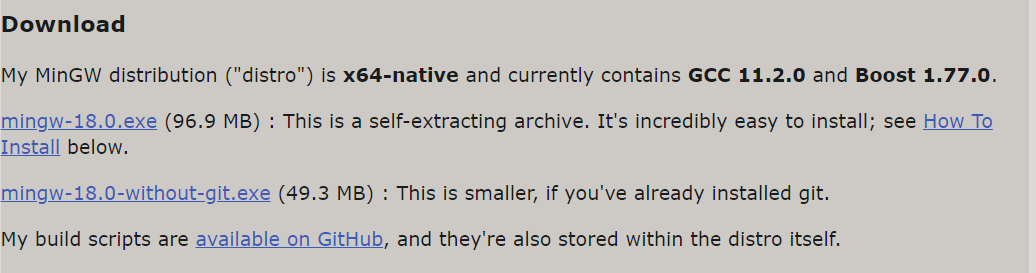 Download
My MinGW distribution ("distro") is x64-native and currently contains GCC 11.2.0 and Boost 1.77.0.
mingw-18.0.exe (96.9 MB) : This is a self-extracting archive. It's incredibly easy to install; see How To
Install below.
mingw-18.0-without-git.exe (49.3 MB) : This is smaller, if you've already installed git.
My build scripts are available on GitHub, and they're also stored within the distro itself.